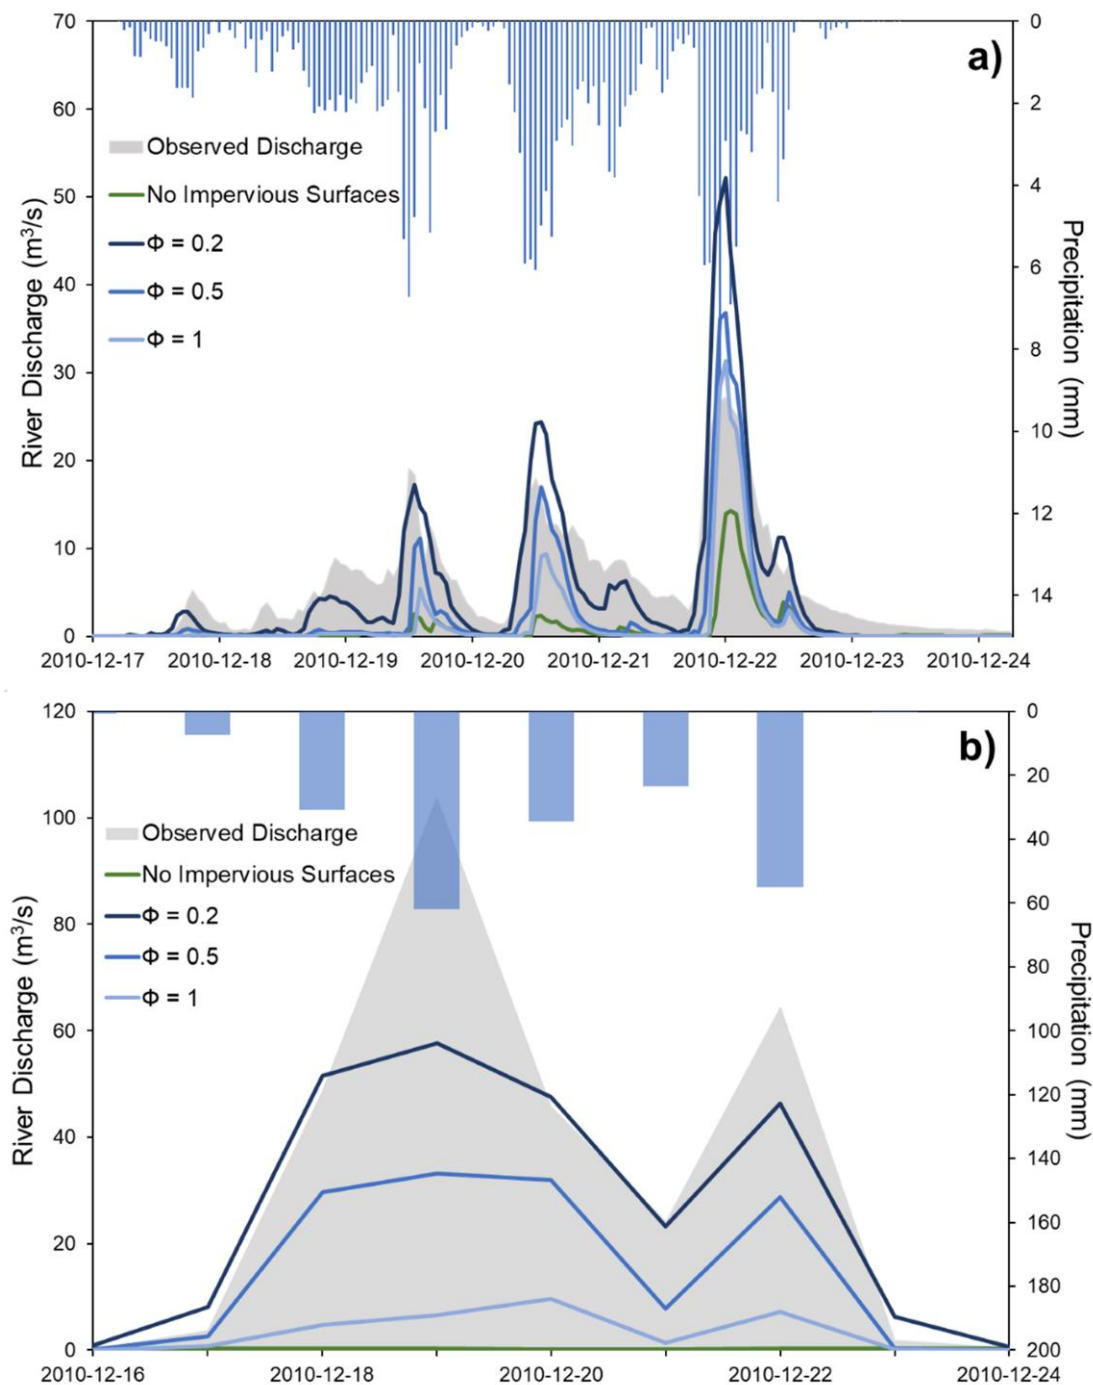 a)
70
60
50
40
30
20
10
0
River Discharge (m³/s)
Observed Discharge
No Impervious Surfaces
Φ = 0.2
Φ = 0.5
Φ = 1
0
2
4
6
8
10
12
14
Precipitation (mm)
2010-12-17 2010-12-18 2010-12-19 2010-12-20 2010-12-21 2010-12-22 2010-12-23 2010-12-24
b)
120
100
80
60
40
20
0
River Discharge (m³/s)
Observed Discharge
No Impervious Surfaces
Φ = 0.2
Φ = 0.5
Φ = 1
0
20
40
60
80
100
120
140
160
180
200
Precipitation (mm)
2010-12-16 2010-12-18 2010-12-20 2010-12-22 2010-12-24